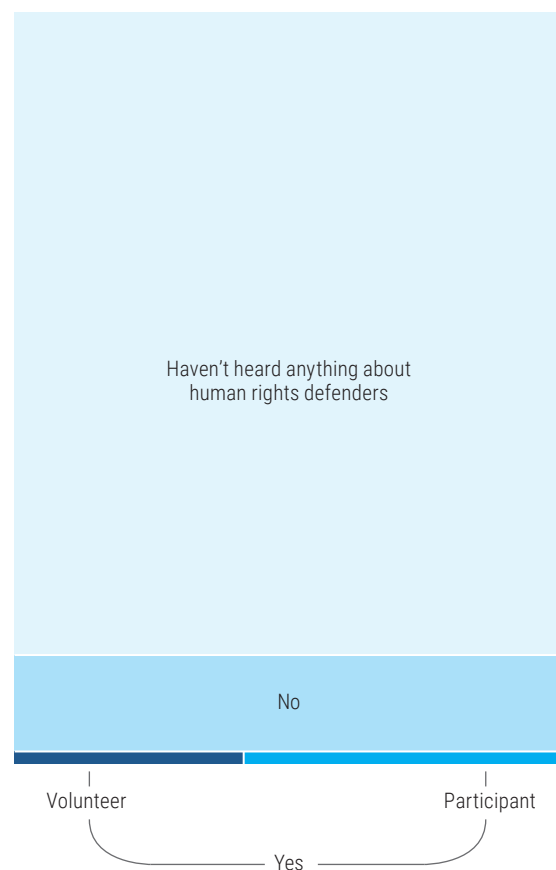 Haven't heard anything about
human rights defenders
No
Volunteer
Participant
Yes